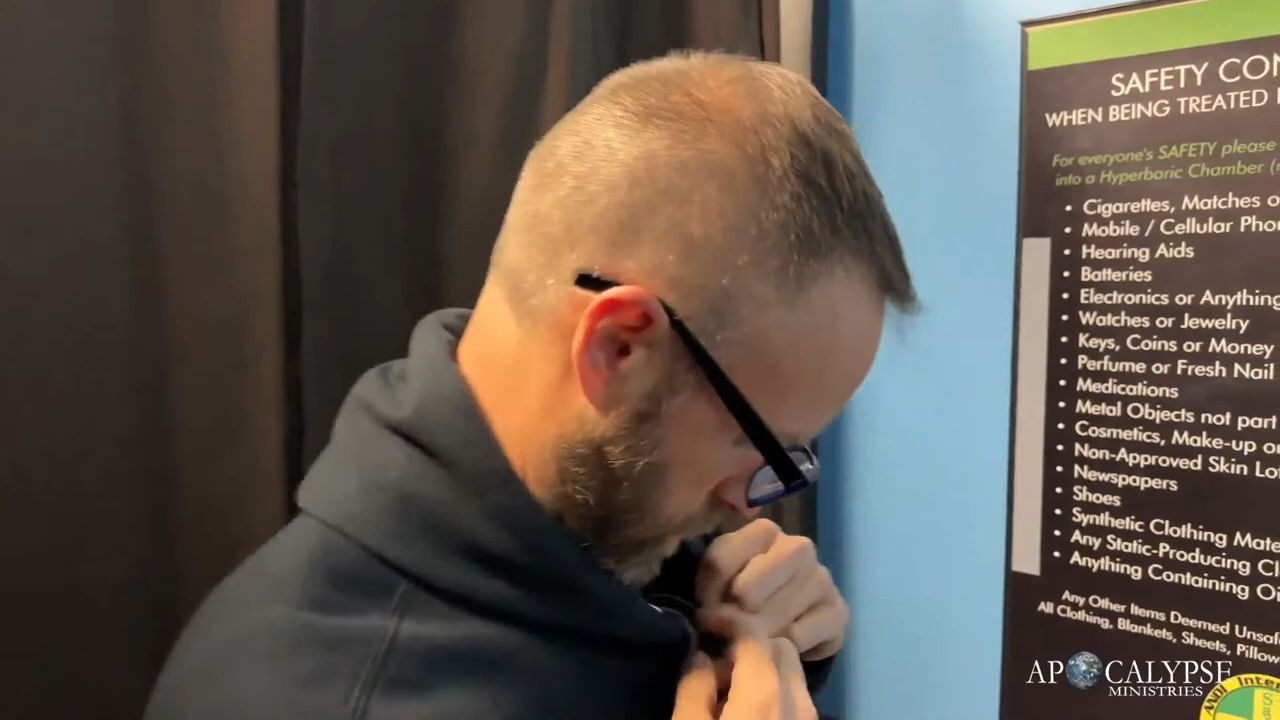 SAFETY CON
WHEN BEING TREATED
For everyone's SAFETY please
into a Hyperbaric Chamber (
• Cigarettes, Matches o
• Mobile / Cellular Pho
• Hearing Aids
• Batteries
• Electronics or Anything
• Watches or Jewelry
• Keys, Coins or Money
• Perfume or Fresh Nail
• Medications
• Metal Objects not part
• Cosmetics, Make-up or
• Non-Approved Skin Lo
• Newspapers
• Shoes
• Synthetic Clothing Mate
• Any Static-Producing Cl
• Anything Containing Oi
Any Other Items Deemed Unsaf
All Clothing, Blankets, Sheets, Pillow
APOCALYPSE
MINISTRIES
ANDI Inter